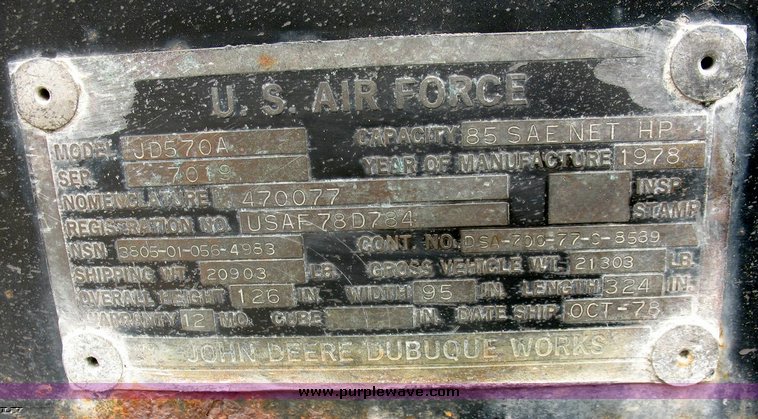 U. S. AIR FORCE
MODEL JD570A CAPACITY 85 SAE NET HP
SER. 7019 YEAR OF MANUFACTURE 1978
NOMENCLATURE 470077 INSP. STAMP
REGISTRATION NO. USAF 78D784
NSN 3805-01-056-4983 CONT. NO. DSA-700-77-C-8539
SHIPPING WT. 20903 LB. GROSS VEHICLE WT. 21303 LB.
OVERALL HEIGHT 126 IN. WIDTH 95 IN. LENGTH 324 IN.
WARRANTY 12 MO. CUBE IN. DATE SHIP. OCT-78
JOHN DEERE DUBUQUE WORKS
www.purplewave.com